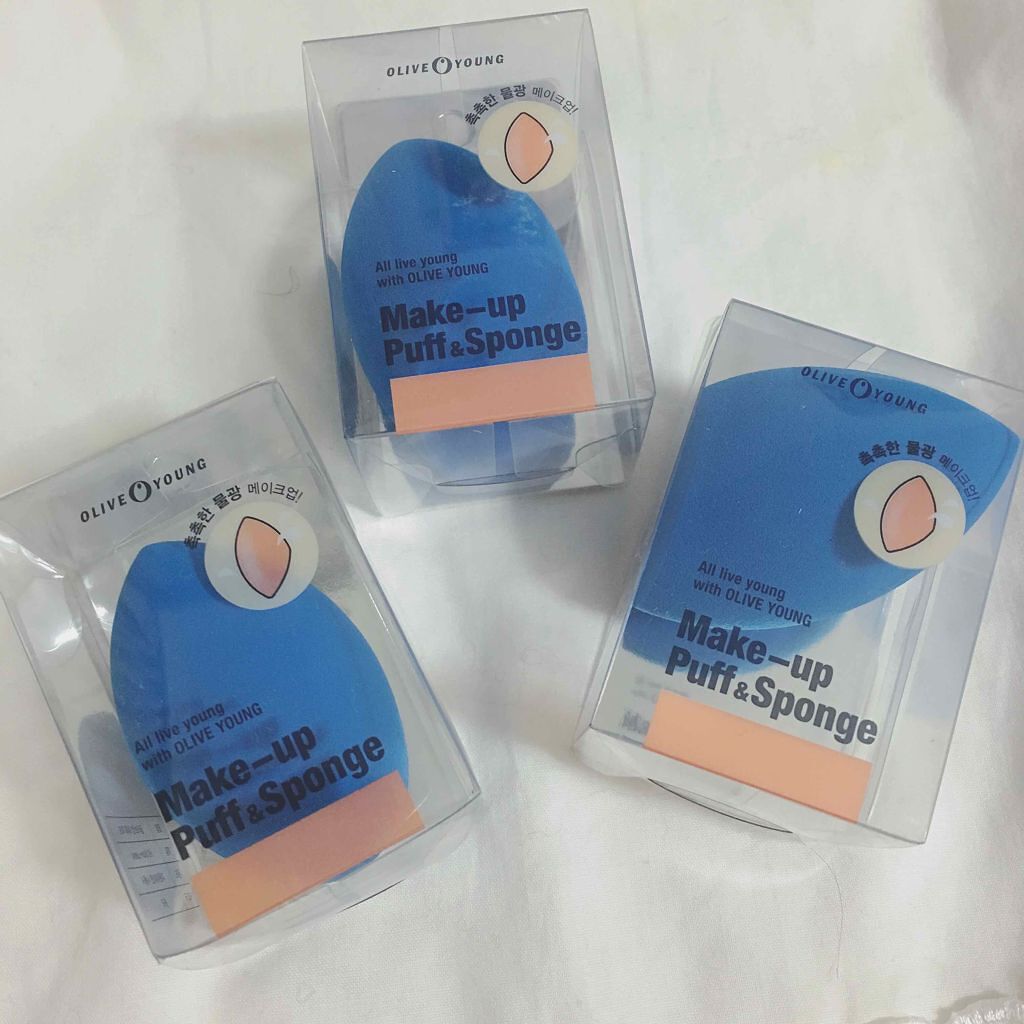 OLIVE YOUNG
촉촉한 물광 메이크업!
All live young
with OLIVE YOUNG
Make-up
Puff & Sponge
OLIVE YOUNG
촉촉한 물광 메이크업!
All live young
with OLIVE YOUNG
Make-up
Puff & Sponge
OLIVE YOUNG
촉촉한 물광 메이크업!
All live young
with OLIVE YOUNG
Make-up
Puff & Sponge